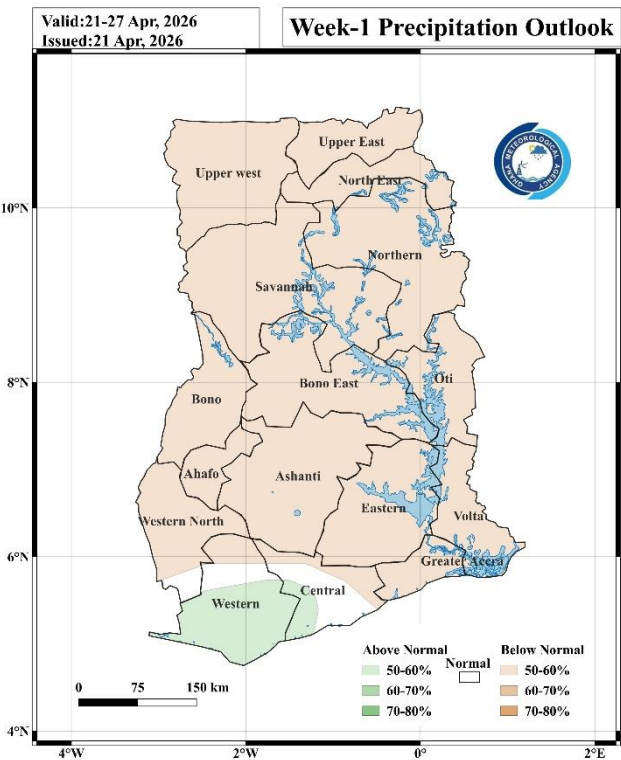 Valid:21-27 Apr, 2026
Issued:21 Apr, 2026
Week-1 Precipitation Outlook
GHANA METEOROLOGICAL AGENCY
Upper East
Upper west
North East
10°N
Northern
Savannah
8°N
Bono East
Oti
Bono
Ahafo
Ashanti
Eastern
Western North
Volta
6°N
Greater Accra
Central
Western
Above Normal
Normal
Below Normal
50-60%
50-60%
60-70%
60-70%
70-80%
70-80%
0 75 150 km
4°N
4°W 2°W 0° 2°E